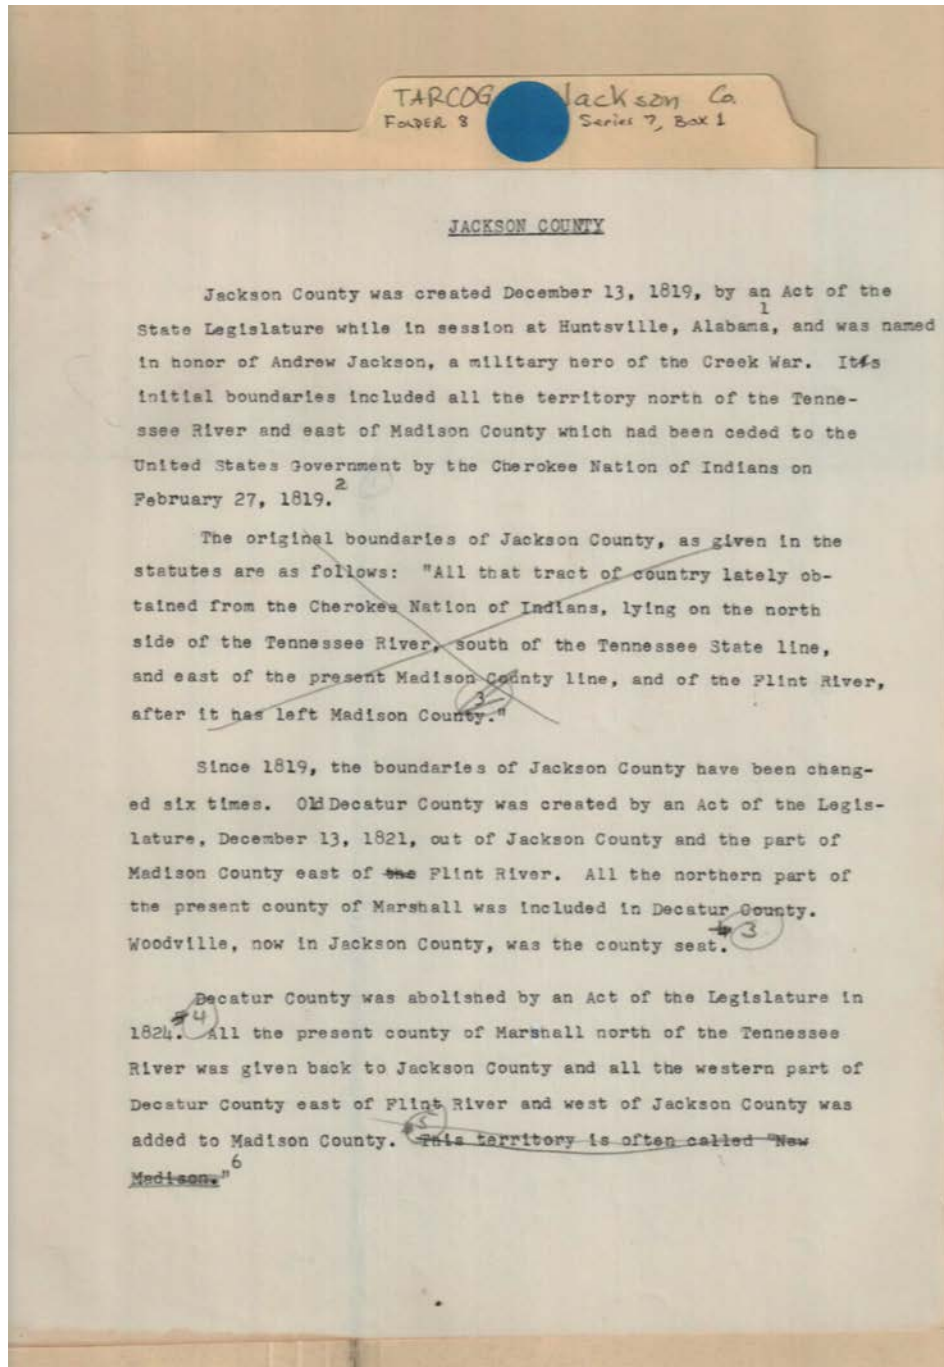 TARCOG Jackson Co.
FOLDER 8 Series 7, Box 1
JACKSON COUNTY
Jackson County was created December 13, 1819, by an Act of the
State Legislature while in session at Huntsville, Alabama,1 and was named
in honor of Andrew Jackson, a military hero of the Creek War. Its
initial boundaries included all the territory north of the Tenne-
ssee River and east of Madison County which had been ceded to the
United States Government by the Cherokee Nation of Indians on
February 27, 1819.2
The original boundaries of Jackson County, as given in the
statutes are as follows: "All that tract of country lately ob-
tained from the Cherokee Nation of Indians, lying on the north
side of the Tennessee River, south of the Tennessee State line,
and east of the present Madison County line, and of the Flint River,
after it has left Madison County."3
Since 1819, the boundaries of Jackson County have been chang-
ed six times. Old Decatur County was created by an Act of the Legis-
lature, December 13, 1821, out of Jackson County and the part of
Madison County east of the Flint River. All the northern part of
the present county of Marshall was included in Decatur County.
Woodville, now in Jackson County, was the county seat.4 3
Decatur County was abolished by an Act of the Legislature in
1824.5 4 All the present county of Marshall north of the Tennessee
River was given back to Jackson County and all the western part of
Decatur County east of Flint River and west of Jackson County was
added to Madison County.5 This territory is often called "New
Madison."6